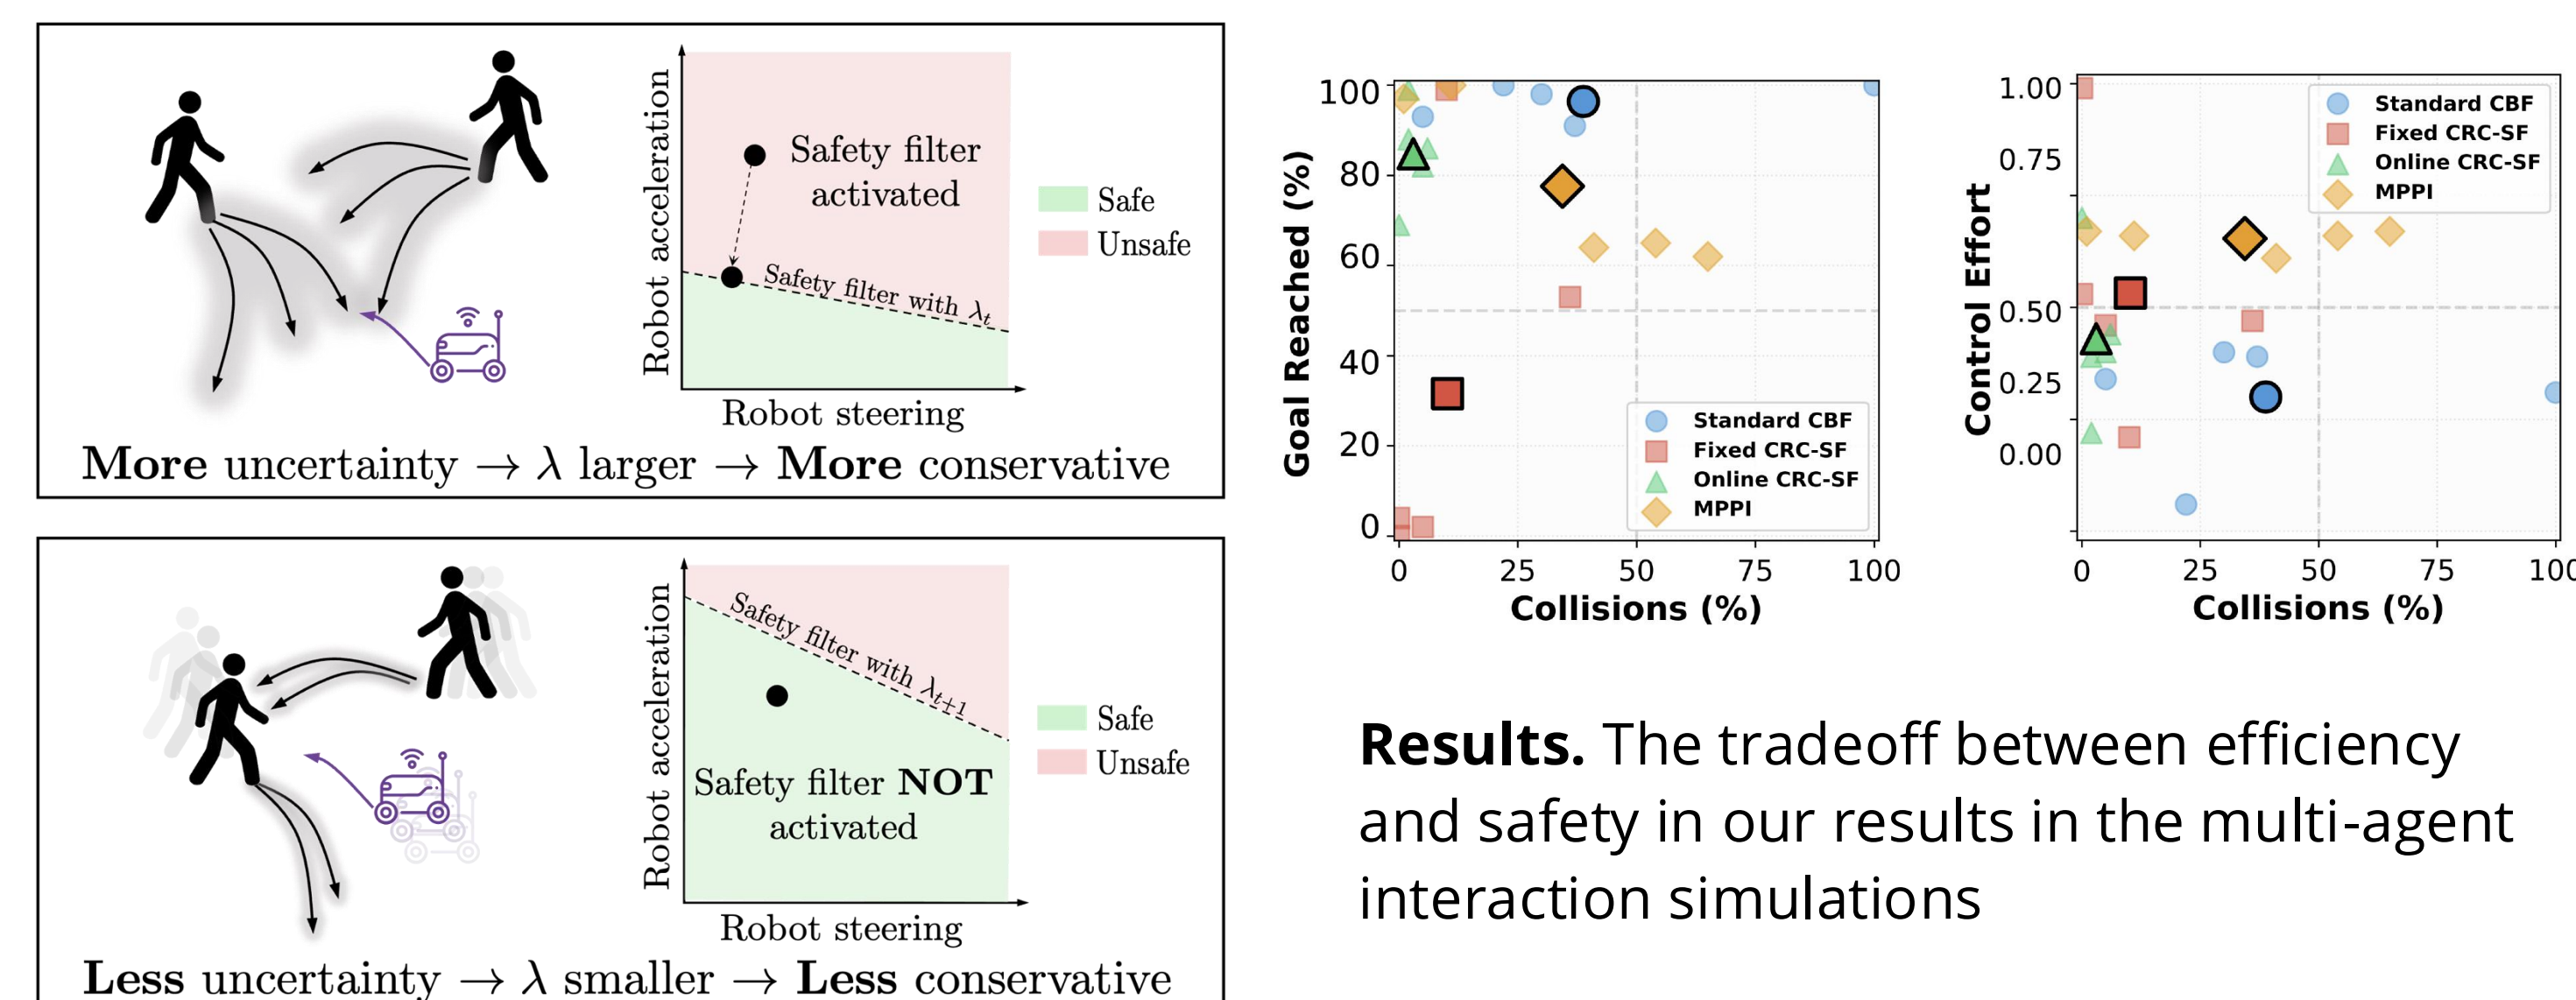 Robot acceleration
Safety filter
activated
Safety filter with λt
Robot steering
Safe
Unsafe
More uncertainty → λ larger → More conservative
Robot acceleration
Safety filter with λt+1
Safety filter NOT
activated
Robot steering
Safe
Unsafe
Less uncertainty → λ smaller → Less conservative
Goal Reached (%)
100
80
60
40
20
0
Standard CBF
Fixed CRC-SF
Online CRC-SF
MPPI
0 25 50 75 100
Collisions (%)
Control Effort
1.00
0.75
0.50
0.25
0.00
Standard CBF
Fixed CRC-SF
Online CRC-SF
MPPI
0 25 50 75 100
Collisions (%)
Results. The tradeoff between efficiency
and safety in our results in the multi-agent
interaction simulations